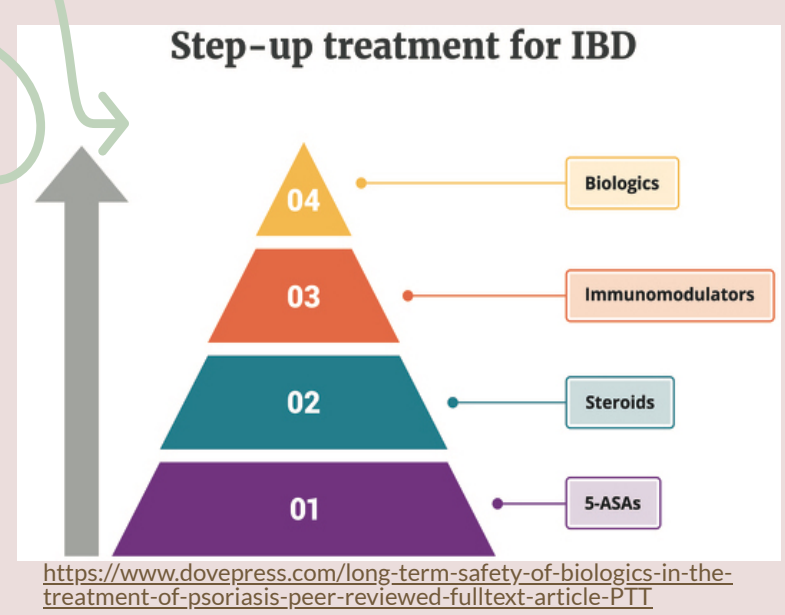 Step-up treatment for IBD
04
Biologics
03
Immunomodulators
02
Steroids
01
5-ASAs
https://www.dovepress.com/long-term-safety-of-biologics-in-the-
treatment-of-psoriasis-peer-reviewed-fulltext-article-PTT